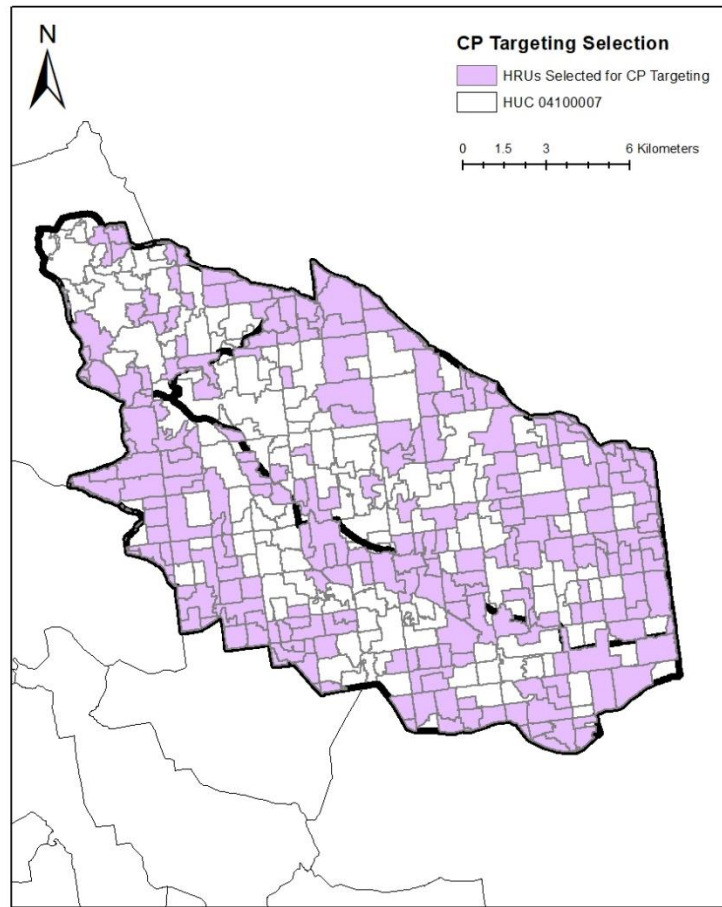 N
CP Targeting Selection
HRUs Selected for CP Targeting
HUC 04100007
0 1.5 3 6 Kilometers